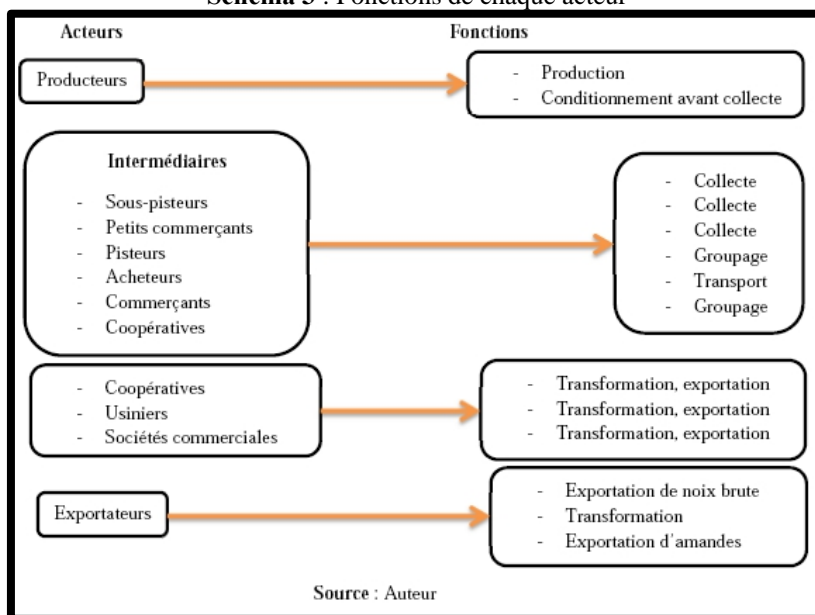 Schéma 3 : Fonctions de chaque acteur
Acteurs
Fonctions
Producteurs
- Production
- Conditionnement avant collecte
Intermédiaires
- Sous-pisteurs
- Petits commerçants
- Pisteurs
- Acheteurs
- Commerçants
- Coopératives
- Collecte
- Collecte
- Collecte
- Groupage
- Transport
- Groupage
- Coopératives
- Usiniers
- Sociétés commerciales
- Transformation, exportation
- Transformation, exportation
- Transformation, exportation
Exportateurs
- Exportation de noix brute
- Transformation
- Exportation d'amandes
Source : Auteur